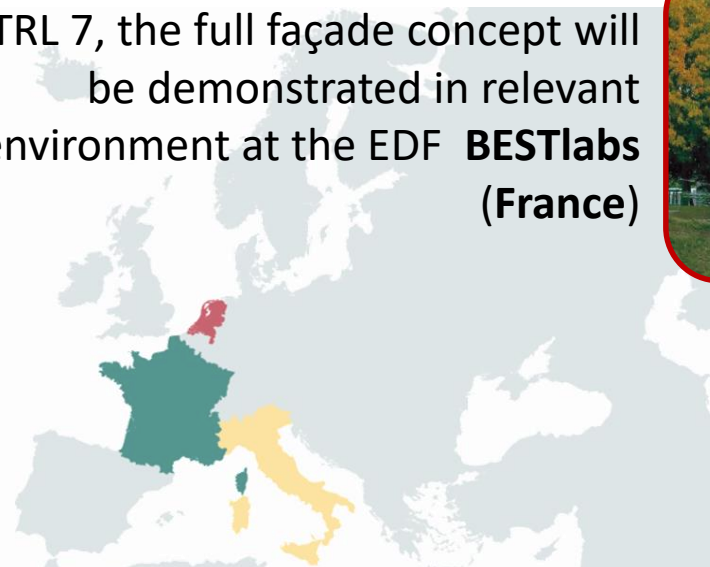 TRL 7, the full façade concept will
be demonstrated in relevant
environment at the EDF BESTlabs
(France)